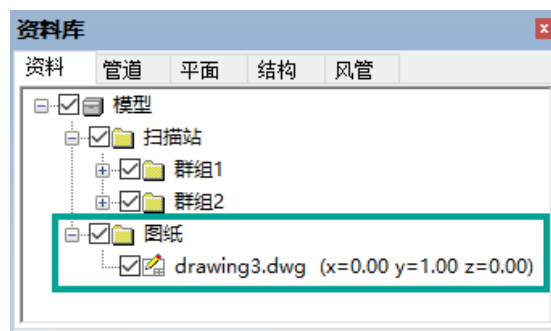 资料库
资料 管道 平面 结构 风管
模型
扫描站
群组1
群组2
图纸
drawing3.dwg (x=0.00 y=1.00 z=0.00)